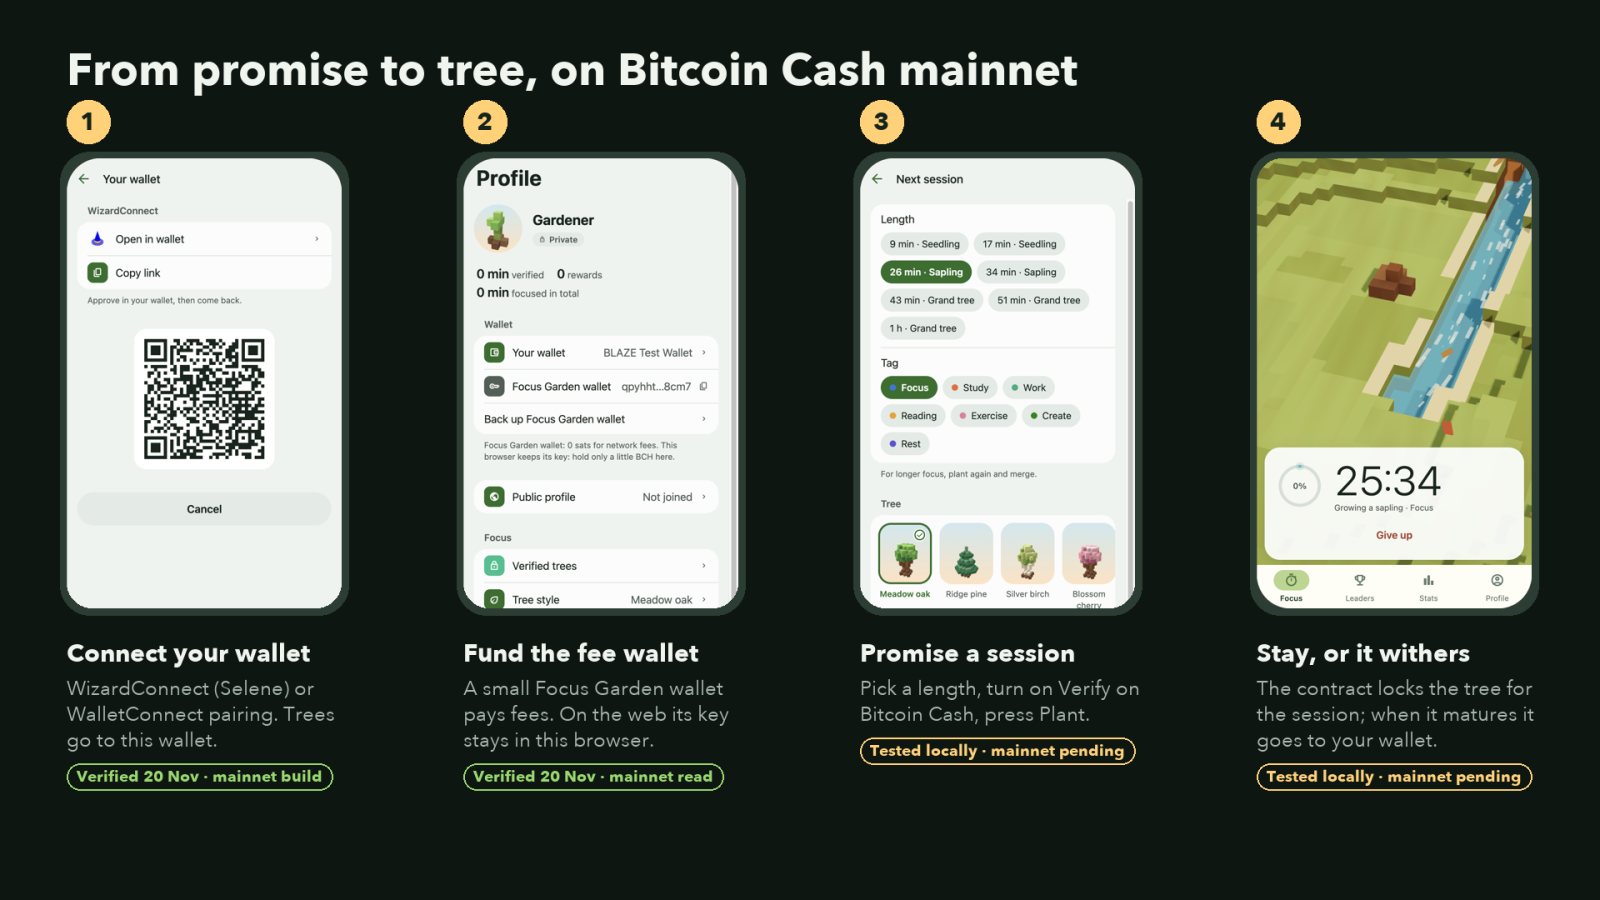 From promise to tree, on Bitcoin Cash mainnet
1
Your wallet
WizardConnect
Open in wallet
Copy link
Approve in your wallet, then come back.
Cancel
Connect your wallet
WizardConnect (Selene) or
WalletConnect pairing. Trees
go to this wallet.
Verified 20 Nov · mainnet build
2
Profile
Gardener
Private
0 min verified 0 rewards
0 min focused in total
Wallet
Your wallet BLAZE Test Wallet
Focus Garden wallet qpyhht...8cm7
Back up Focus Garden wallet
Focus Garden wallet: 0 sats for network fees. This
browser keeps its key: hold only a little BCH here.
Public profile Not joined
Focus
Verified trees
Tree style Meadow oak
Fund the fee wallet
A small Focus Garden wallet
pays fees. On the web its key
stays in this browser.
Verified 20 Nov · mainnet read
3
Next session
Length
9 min · Seedling 17 min · Seedling
26 min · Sapling 34 min · Sapling
43 min · Grand tree 51 min · Grand tree
1 h · Grand tree
Tag
Focus Study Work
Reading Exercise Create
Rest
For longer focus, plant again and merge.
Tree
Meadow oak Ridge pine Silver birch Blossom
cherry
Promise a session
Pick a length, turn on Verify on
Bitcoin Cash, press Plant.
Tested locally · mainnet pending
4
0% 25:34
Growing a sapling · Focus
Give up
Focus Leaders Stats Profile
Stay, or it withers
The contract locks the tree for
the session; when it matures it
goes to your wallet.
Tested locally · mainnet pending